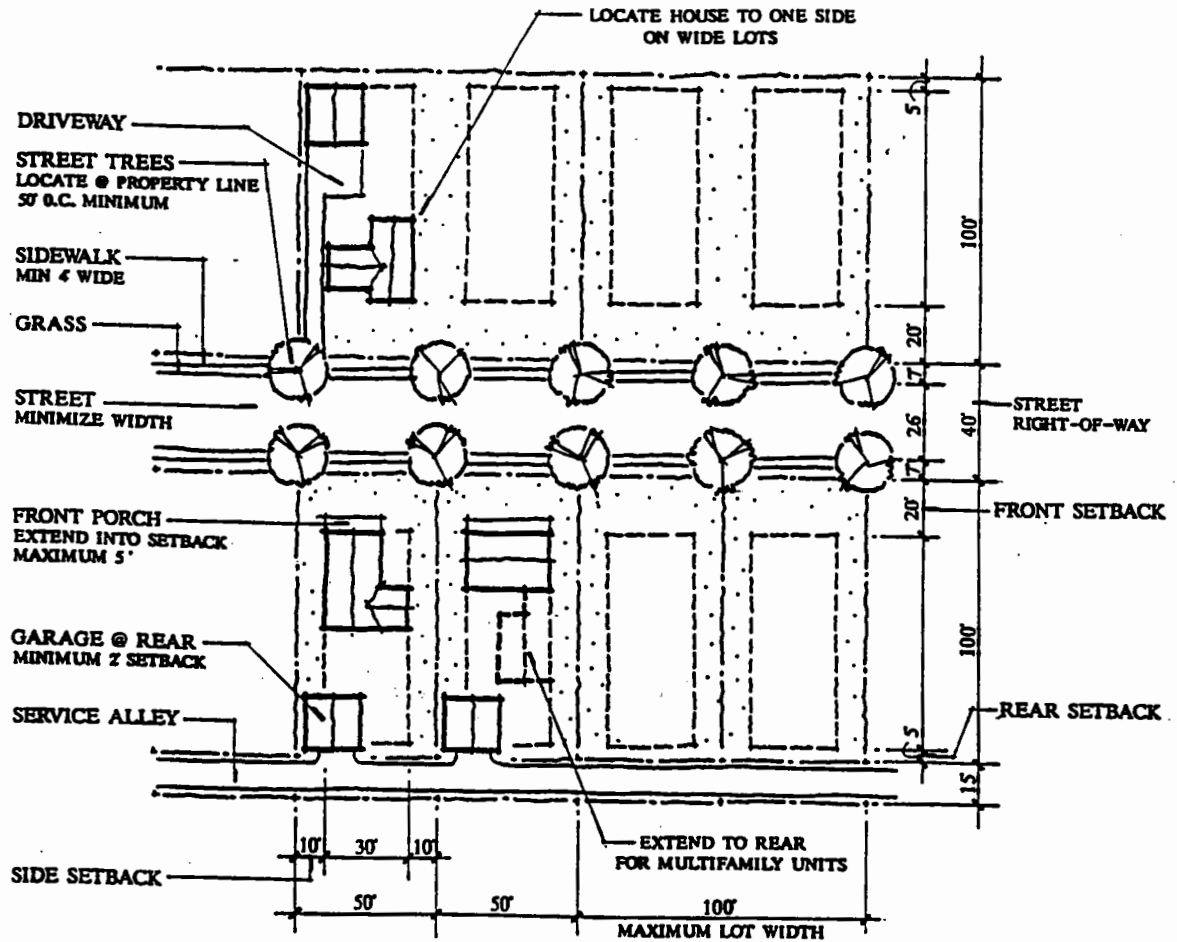 LOCATE HOUSE TO ONE SIDE
ON WIDE LOTS
DRIVEWAY
STREET TREES
LOCATE @ PROPERTY LINE
50' O.C. MINIMUM
SIDEWALK
MIN 4' WIDE
GRASS
STREET
MINIMIZE WIDTH
FRONT PORCH
EXTEND INTO SETBACK
MAXIMUM 5'
GARAGE @ REAR
MINIMUM 2' SETBACK
SERVICE ALLEY
SIDE SETBACK
5'
100'
20'
7'
26'
40'
7'
20'
STREET
RIGHT-OF-WAY
FRONT SETBACK
100'
5'
REAR SETBACK
15'
EXTEND TO REAR
FOR MULTIFAMILY UNITS
10' 30' 10'
50' 50' 100'
MAXIMUM LOT WIDTH